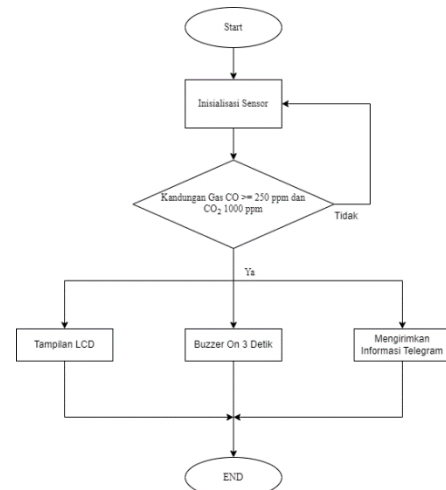 Start
Inisialisasi Sensor
Kandungan Gas CO >= 250 ppm dan
CO₂ 1000 ppm
Tidak
Ya
Tampilan LCD
Buzzer On 3 Detik
Mengirimkan
Informasi Telegram
END